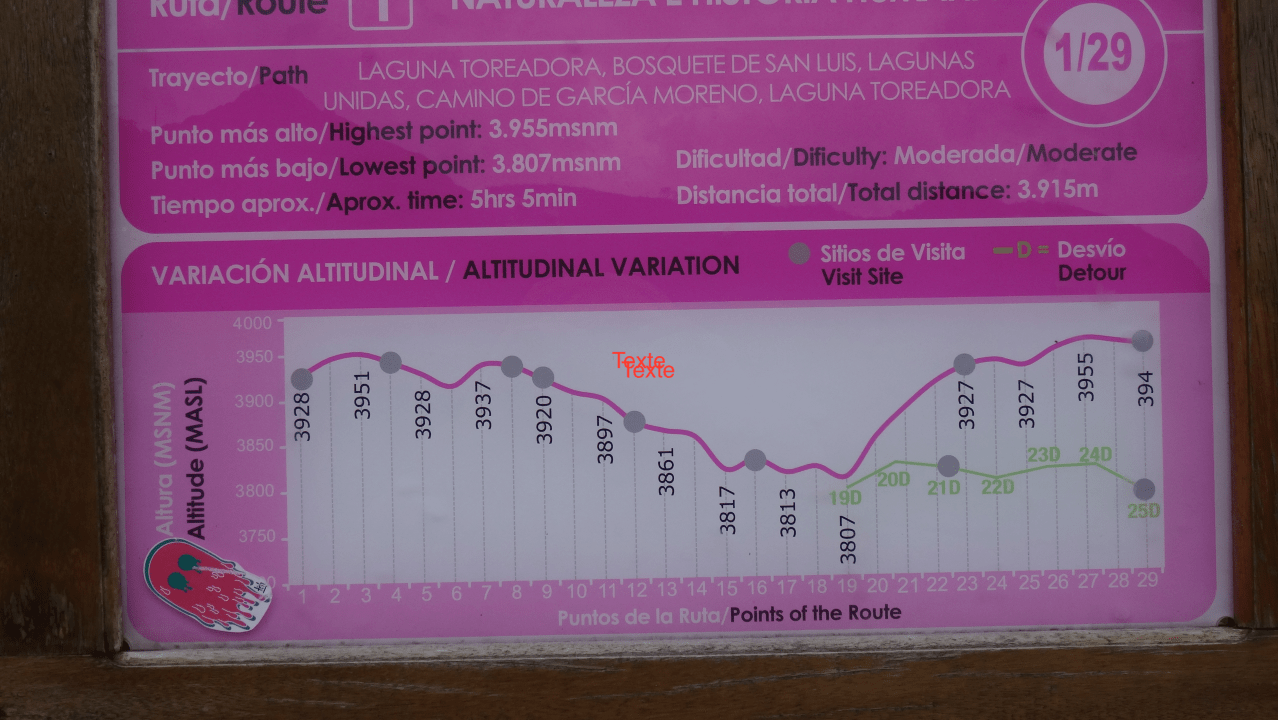 Ruta/Route 1
NATURALEZA E HISTORIA
Trayecto/Path
LAGUNA TOREADORA, BOSQUETE DE SAN LUIS, LAGUNAS
UNIDAS, CAMINO DE GARCÍA MORENO, LAGUNA TOREADORA
1/29
Punto más alto/Highest point: 3.955msnm
Punto más bajo/Lowest point: 3.807msnm
Tiempo aprox./Aprox. time: 5hrs 5min
Dificultad/Dificulty: Moderada/Moderate
Distancia total/Total distance: 3.915m
VARIACIÓN ALTITUDINAL / ALTITUDINAL VARIATION
Sitios de Visita
Visit Site
D = Desvío
Detour
Altura (MSNM)
Altitude (MASL)
4000
3950
3900
3850
3800
3750
Texte
Texte
3928
3951
3928
3937
3920
3897
3861
3817
3813
3807
3927
3927
3955
394
19D
20D
21D
22D
23D
24D
25D
1 2 3 4 5 6 7 8 9 10 11 12 13 14 15 16 17 18 19 20 21 22 23 24 25 26 27 28 29
Puntos de la Ruta/Points of the Route